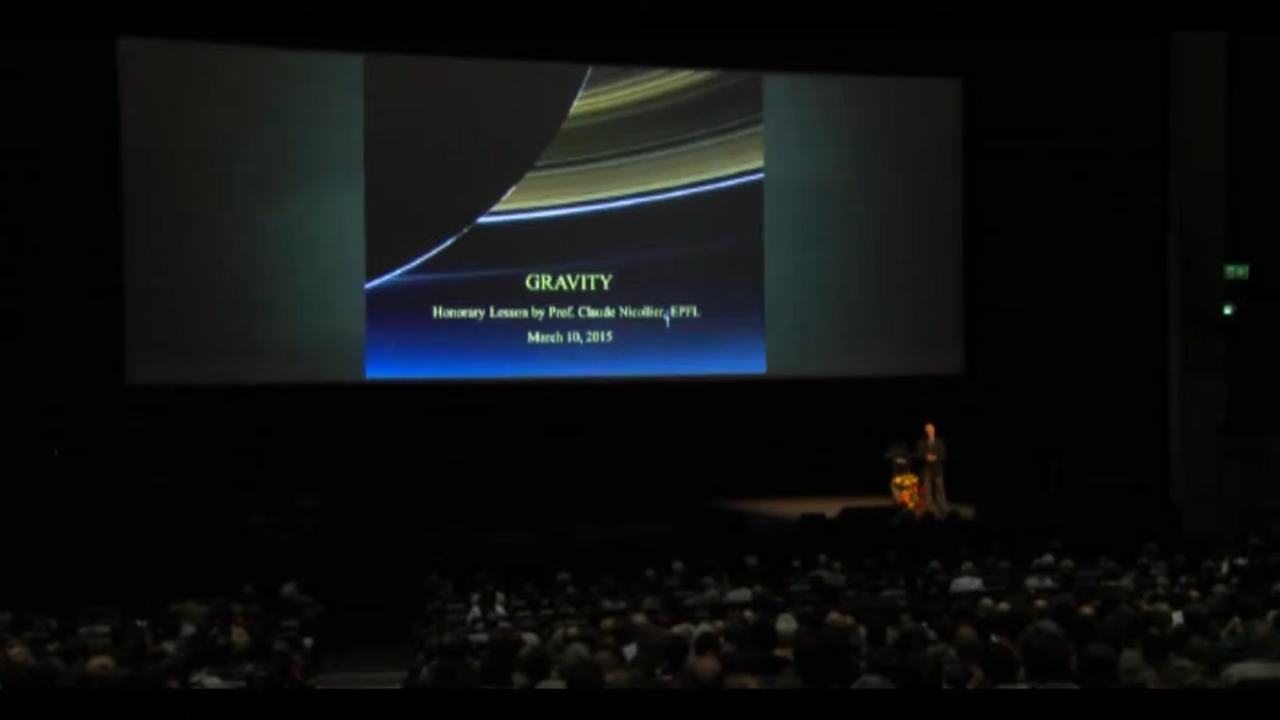 GRAVITY
Honorary Lesson by Prof. Claude Nicollier, EPFL
March 10, 2015